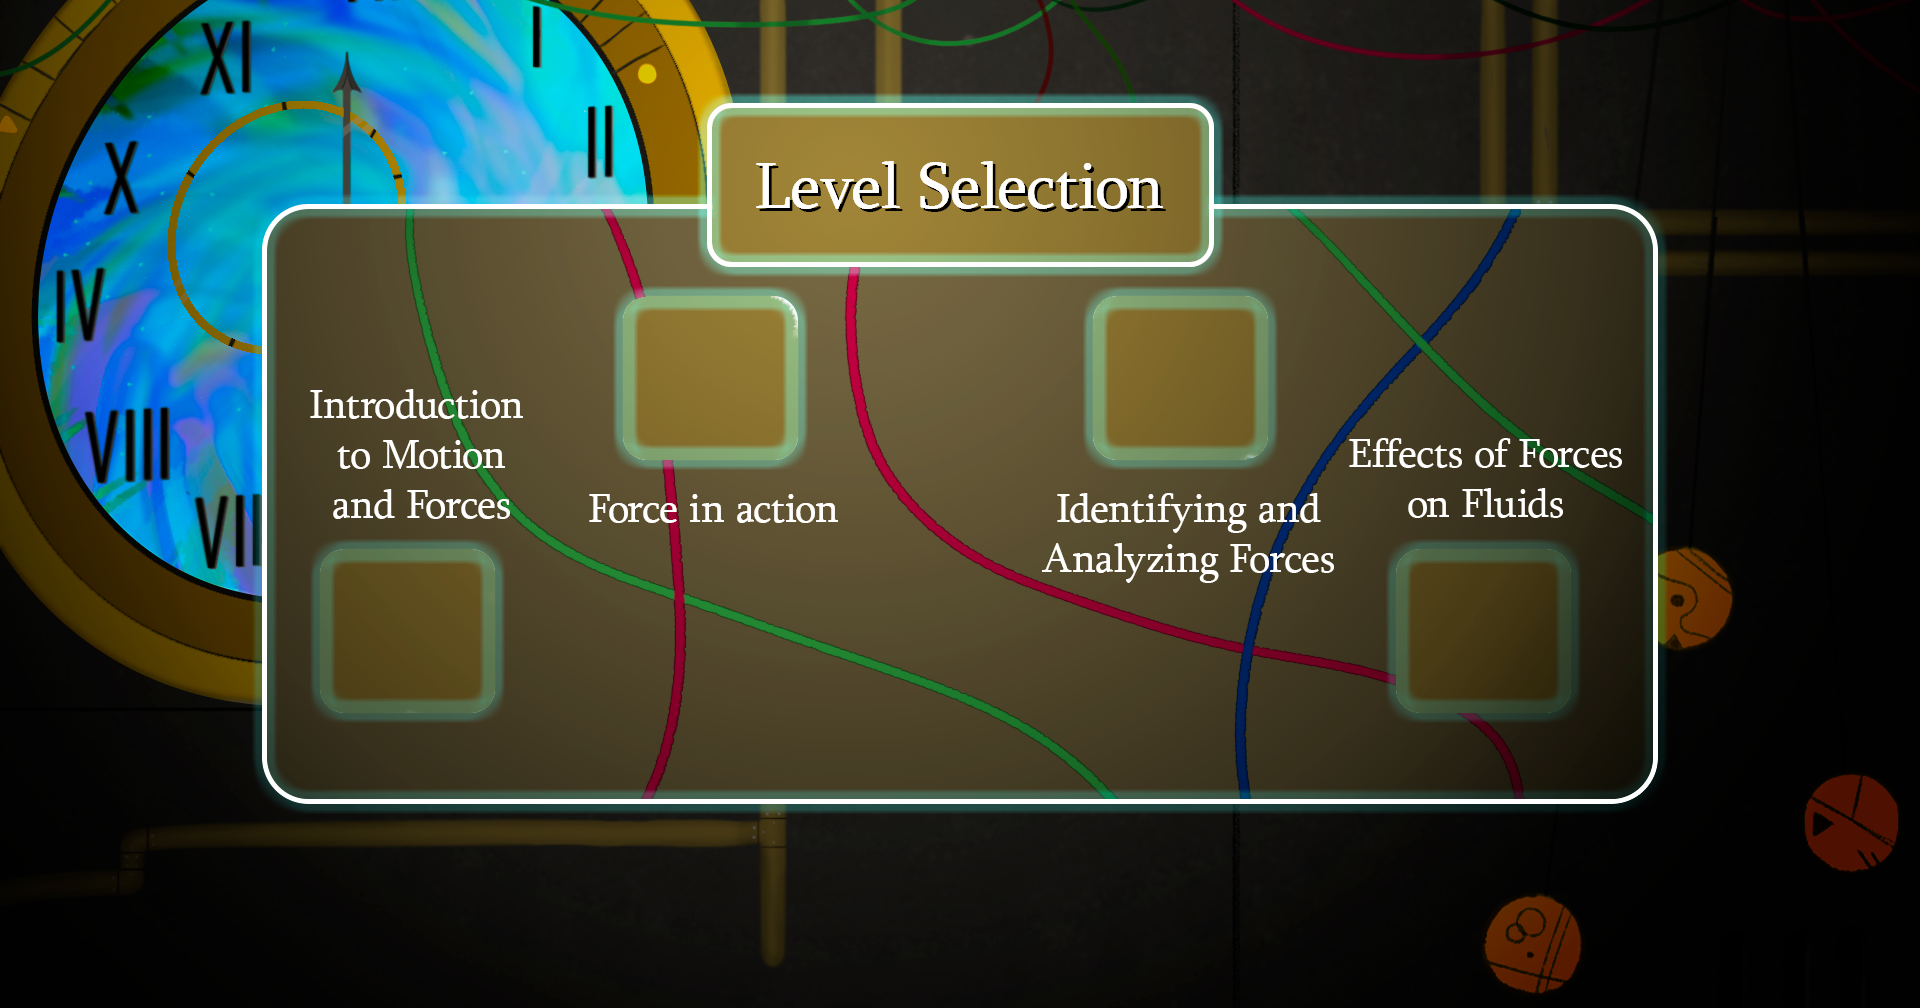 XI
I
II
X
IV
VIII
VII
Level Selection
Introduction
to Motion
and Forces
Force in action
Identifying and
Analyzing Forces
Effects of Forces
on Fluids